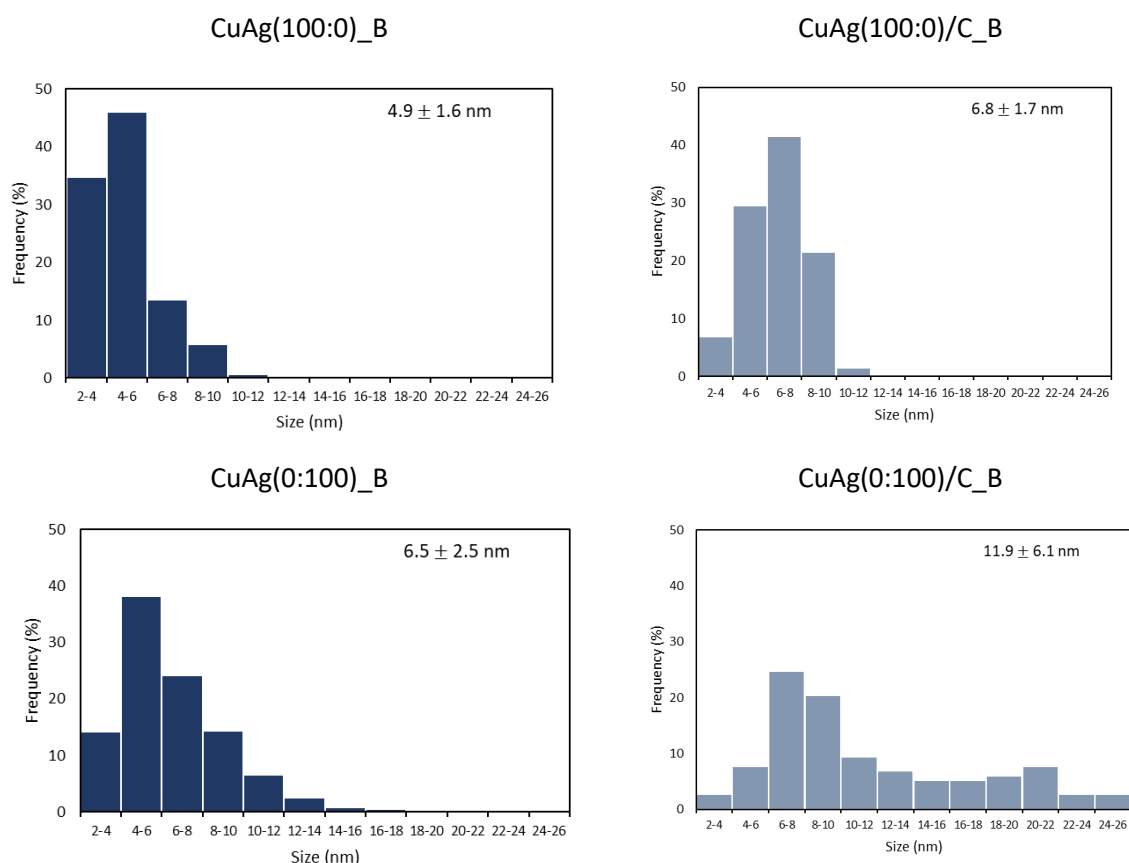 CuAg(100:0)_B
4.9 ± 1.6 nm
Frequency (%)
50
40
30
20
10
0
2-4 4-6 6-8 8-10 10-12 12-14 14-16 16-18 18-20 20-22 22-24 24-26
Size (nm)
CuAg(100:0)/C_B
6.8 ± 1.7 nm
Frequency (%)
50
40
30
20
10
0
2-4 4-6 6-8 8-10 10-12 12-14 14-16 16-18 18-20 20-22 22-24 24-26
Size (nm)
CuAg(0:100)_B
6.5 ± 2.5 nm
Frequency (%)
50
40
30
20
10
0
2-4 4-6 6-8 8-10 10-12 12-14 14-16 16-18 18-20 20-22 22-24 24-26
Size (nm)
CuAg(0:100)/C_B
11.9 ± 6.1 nm
Frequency (%)
50
40
30
20
10
0
2-4 4-6 6-8 8-10 10-12 12-14 14-16 16-18 18-20 20-22 22-24 24-26
Size (nm)